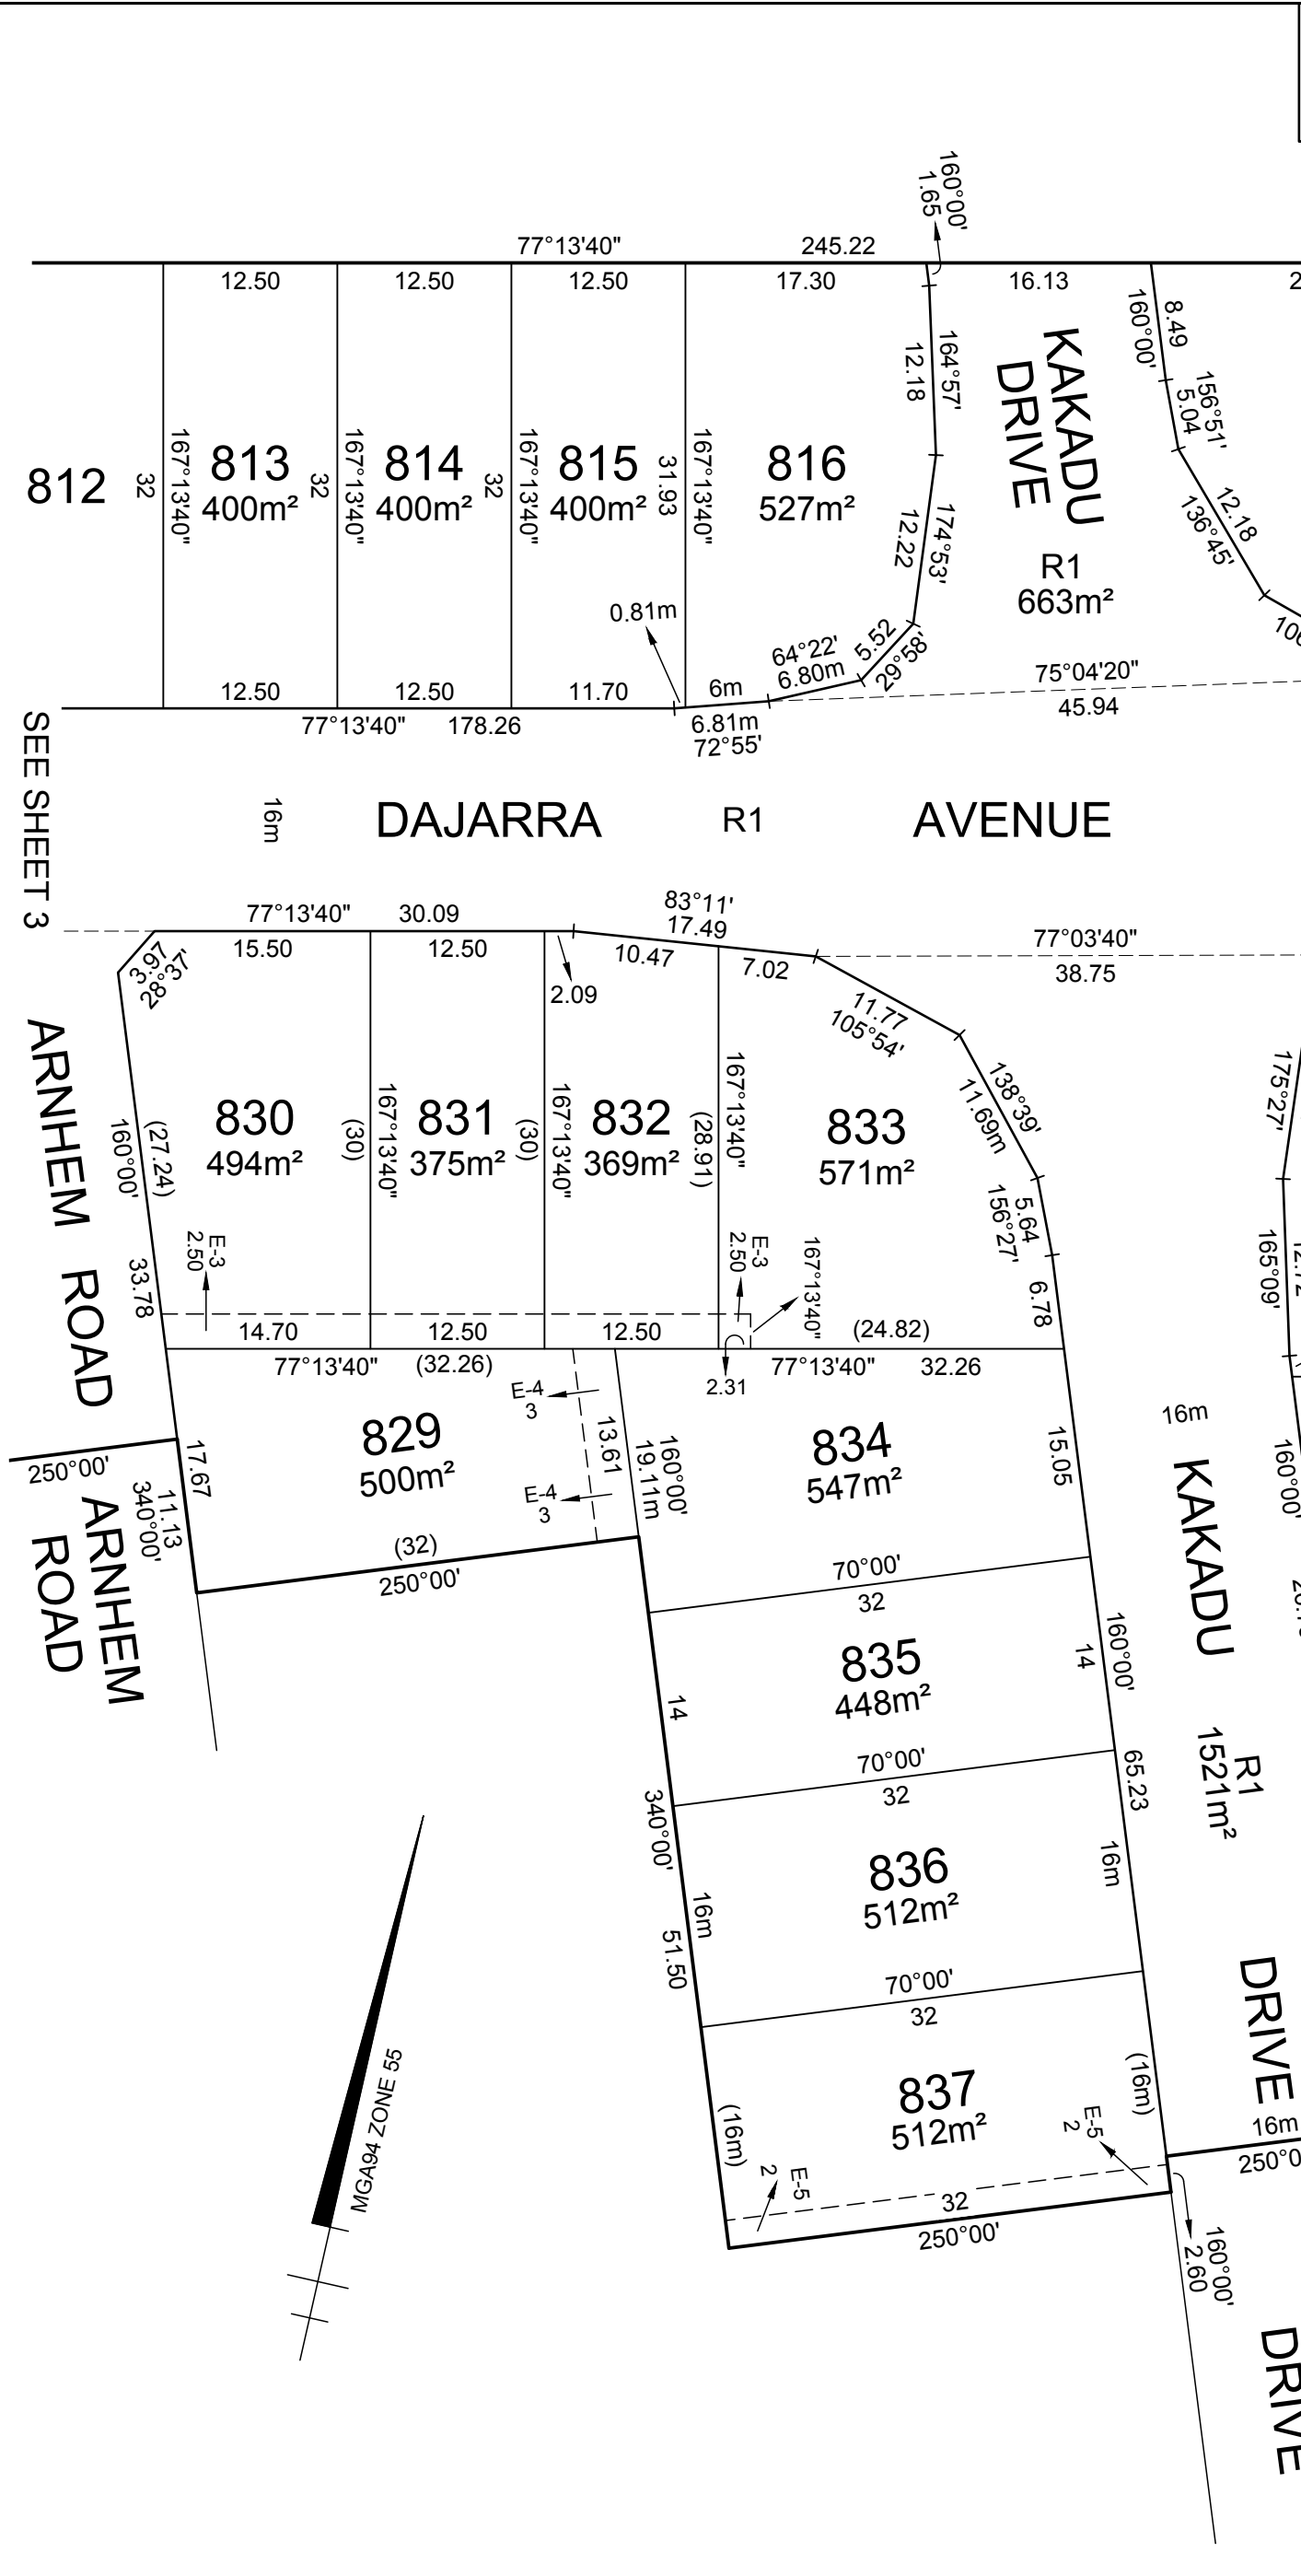 160°00'
1.65
77°13'40"
245.22
12.50
12.50
12.50
17.30
16.13
2
812
32
167°13'40"
813
400m²
32
167°13'40"
814
400m²
32
167°13'40"
815
400m²
31.93
167°13'40"
816
527m²
164°57'
12.18
174°53'
12.22
KAKADU
DRIVE
R1
663m²
8.49
160°00'
156°51'
5.04
12.18
136°45'
106
0.81m
12.50
12.50
11.70
6m
64°22'
6.80m
5.52
29°58'
75°04'20"
45.94
77°13'40"
178.26
6.81m
72°55'
SEE SHEET 3
16m
DAJARRA
R1
AVENUE
77°13'40"
30.09
83°11'
17.49
77°03'40"
38.75
15.50
12.50
2.09
10.47
7.02
3.97
28°37'
11.77
105°54'
138°39'
11.69m
5.64
156°27'
6.78
175°27'
165°09'
12.72
ARNHEM ROAD
160°00'
(27.24)
33.78
830
494m²
(30)
167°13'40"
831
375m²
(30)
167°13'40"
832
369m²
(28.91)
167°13'40"
833
571m²
E-3
2.50
E-3
2.50
167°13'40"
14.70
12.50
12.50
(24.82)
77°13'40"
(32.26)
2.31
77°13'40"
32.26
829
500m²
E-4
3
E-4
3
13.61
160°00'
19.11m
834
547m²
15.05
16m
160°00'
17.67
250°00'
11.13
340°00'
ARNHEM
ROAD
(32)
250°00'
70°00'
32
835
448m²
14
14
160°00'
KAKADU
70°00'
32
65.23
R1
1521m²
340°00'
51.50
836
512m²
16m
16m
70°00'
32
DRIVE
837
512m²
(16m)
(16m)
E-5
2
E-5
2
32
250°00'
16m
250°0
160°00'
2.60
MGA94 ZONE 55
DRIVE